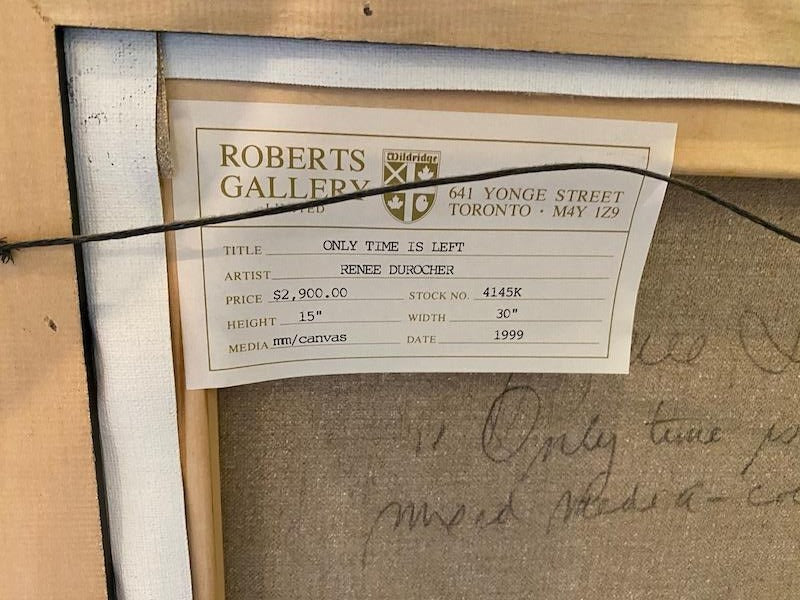 ROBERTS
GALLERY
LIMITED
Wildridge
641 YONGE STREET
TORONTO · M4Y 1Z9
TITLE ONLY TIME IS LEFT
ARTIST RENEE DUROCHER
PRICE $2,900.00 STOCK NO. 4145K
HEIGHT 15" WIDTH 30"
MEDIA mm/canvas DATE 1999
" Only time is
mixed media - co